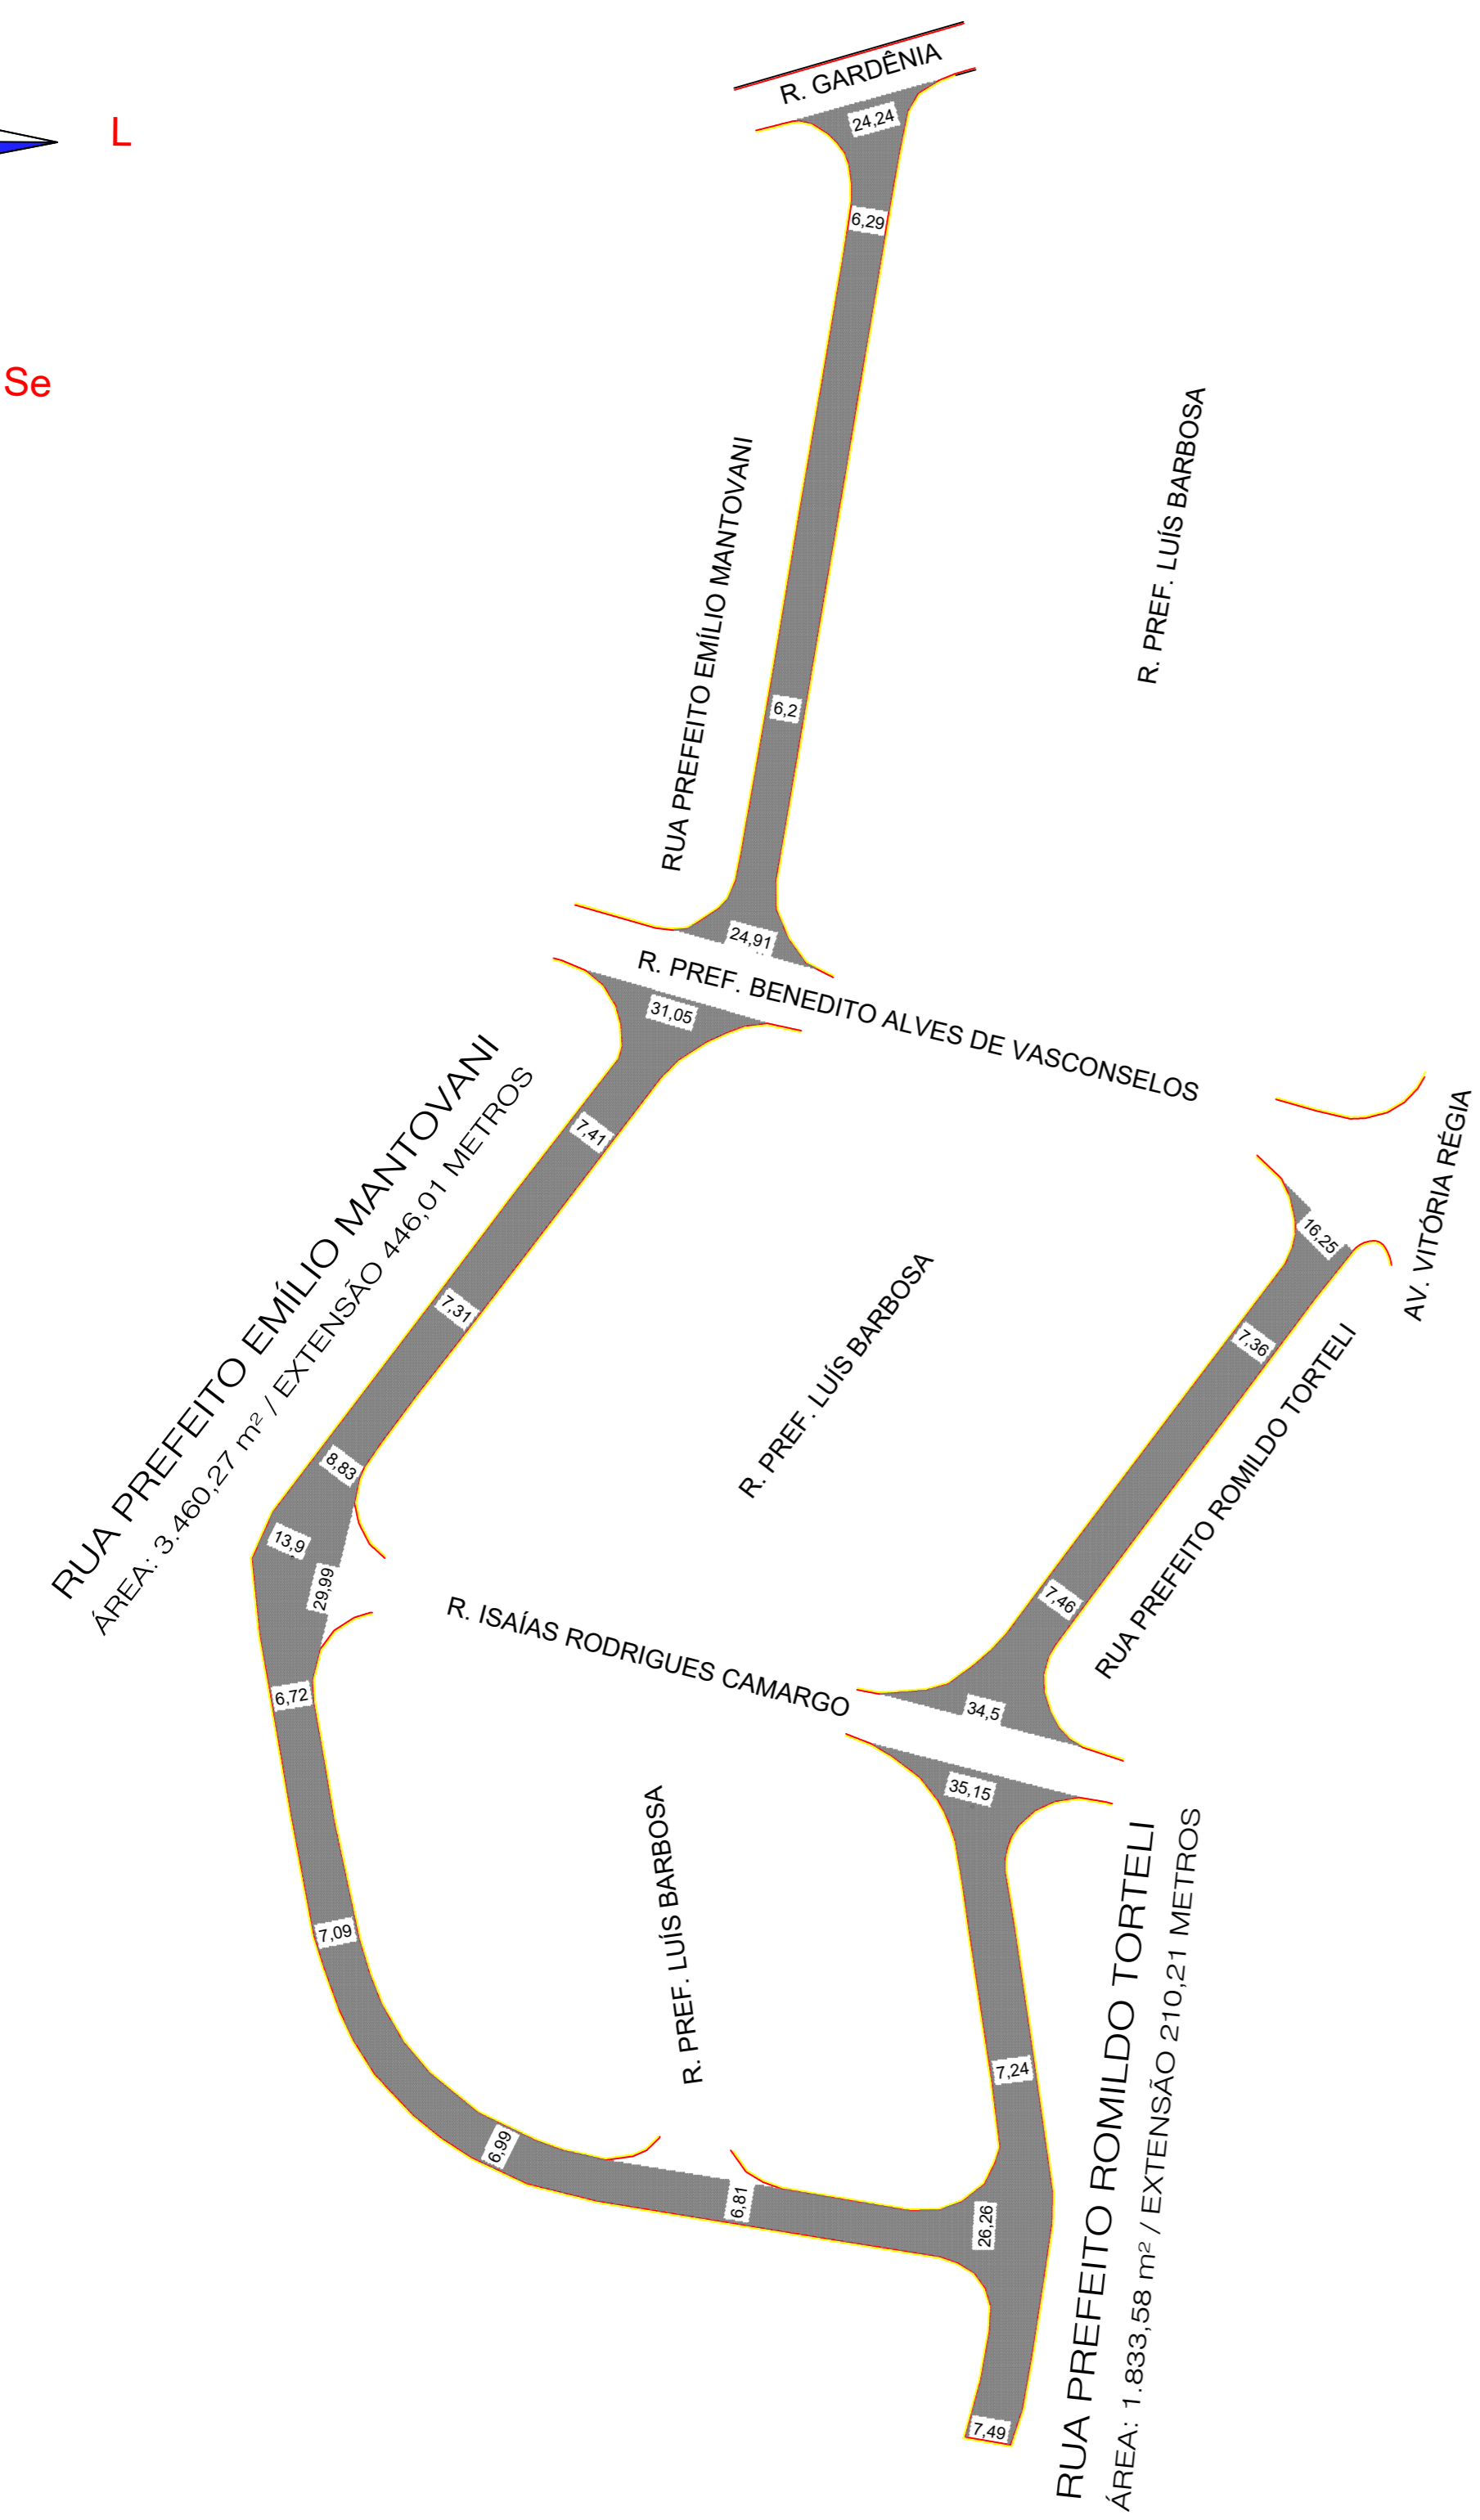 R. GARDÊNIA
24,24
L
6,29
Se
R. PREF. LUÍS BARBOSA
RUA PREFEITO EMÍLIO MANTOVANI
6,2
24,91
R. PREF. BENEDITO ALVES DE VASCONSELOS
31,05
7,41
RUA PREFEITO EMÍLIO MANTOVANI
ÁREA: 3.460,27 m² / EXTENSÃO 446,01 METROS
AV. VITÓRIA RÉGIA
16,25
7,31
7,36
R. PREF. LUÍS BARBOSA
RUA PREFEITO ROMILDO TORTELI
8,83
13,9
29,99
7,46
R. ISAÍAS RODRIGUES CAMARGO
6,72
34,5
35,15
R. PREF. LUÍS BARBOSA
7,09
7,24
RUA PREFEITO ROMILDO TORTELI
ÁREA: 1.833,58 m² / EXTENSÃO 210,21 METROS
6,99
6,81
26,26
7,49